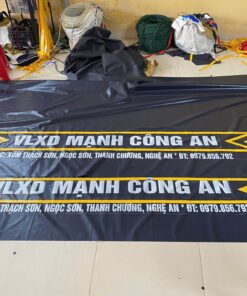 VLXD MẠNH CÔNG AN
ĐC: XÓM THẠCH SƠN, NGỌC SƠN, THANH CHƯƠNG, NGHỆ AN * ĐT: 0979.856.792
VLXD MẠNH CÔNG AN
THẠCH SƠN, NGỌC SƠN, THANH CHƯƠNG, NGHỆ AN * ĐT: 0979.856.792